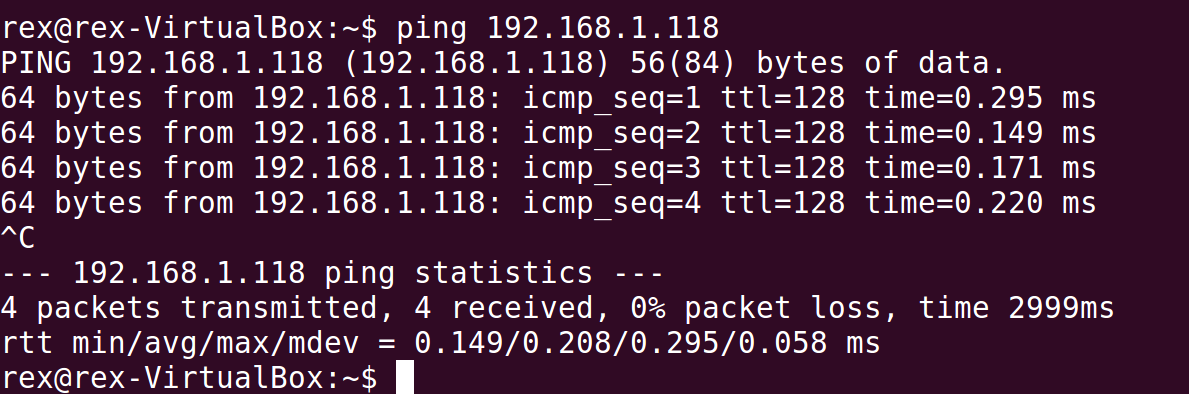 rex@rex-VirtualBox:~$ ping 192.168.1.118
PING 192.168.1.118 (192.168.1.118) 56(84) bytes of data.
64 bytes from 192.168.1.118: icmp_seq=1 ttl=128 time=0.295 ms
64 bytes from 192.168.1.118: icmp_seq=2 ttl=128 time=0.149 ms
64 bytes from 192.168.1.118: icmp_seq=3 ttl=128 time=0.171 ms
64 bytes from 192.168.1.118: icmp_seq=4 ttl=128 time=0.220 ms
^C
--- 192.168.1.118 ping statistics ---
4 packets transmitted, 4 received, 0% packet loss, time 2999ms
rtt min/avg/max/mdev = 0.149/0.208/0.295/0.058 ms
rex@rex-VirtualBox:~$